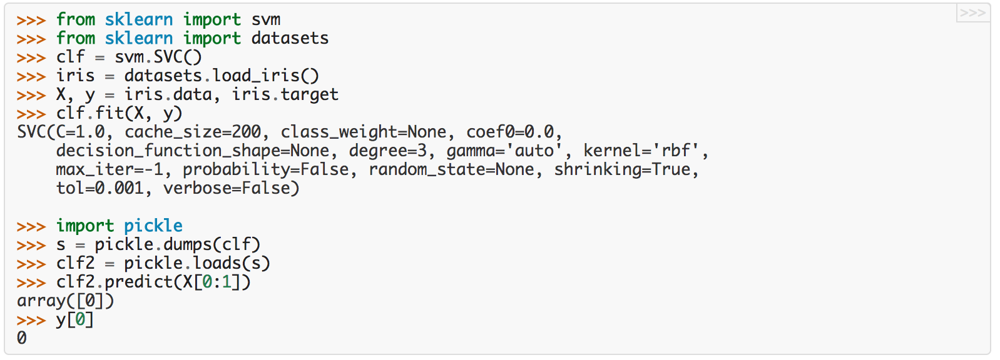 >>>
>>> from sklearn import svm
>>> from sklearn import datasets
>>> clf = svm.SVC()
>>> iris = datasets.load_iris()
>>> X, y = iris.data, iris.target
>>> clf.fit(X, y)
SVC(C=1.0, cache_size=200, class_weight=None, coef0=0.0,
    decision_function_shape=None, degree=3, gamma='auto', kernel='rbf',
    max_iter=-1, probability=False, random_state=None, shrinking=True,
    tol=0.001, verbose=False)

>>> import pickle
>>> s = pickle.dumps(clf)
>>> clf2 = pickle.loads(s)
>>> clf2.predict(X[0:1])
array([0])
>>> y[0]
0